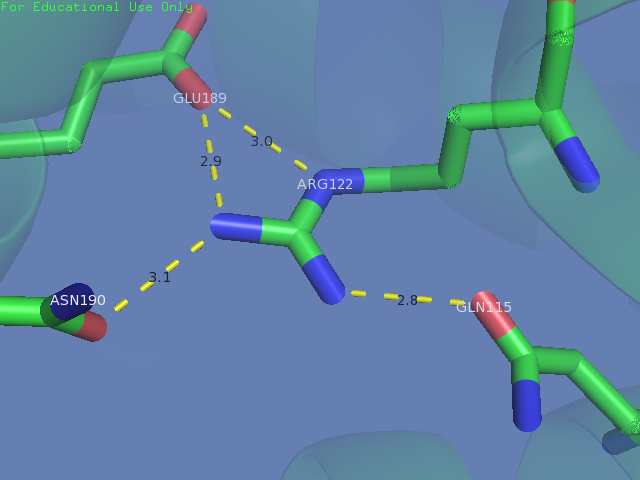 For Educational Use Only
GLU189
3.0
2.9
ARG122
3.1
ASN190
2.8
GLN115